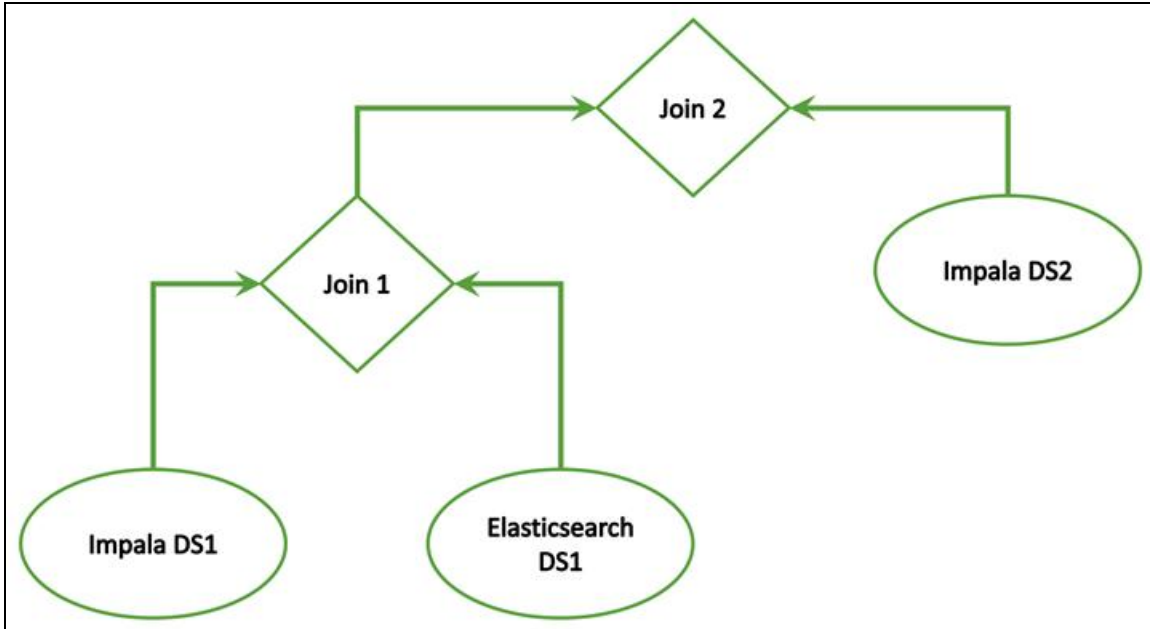 Join 2
Impala DS2
Join 1
Impala DS1
Elasticsearch
DS1